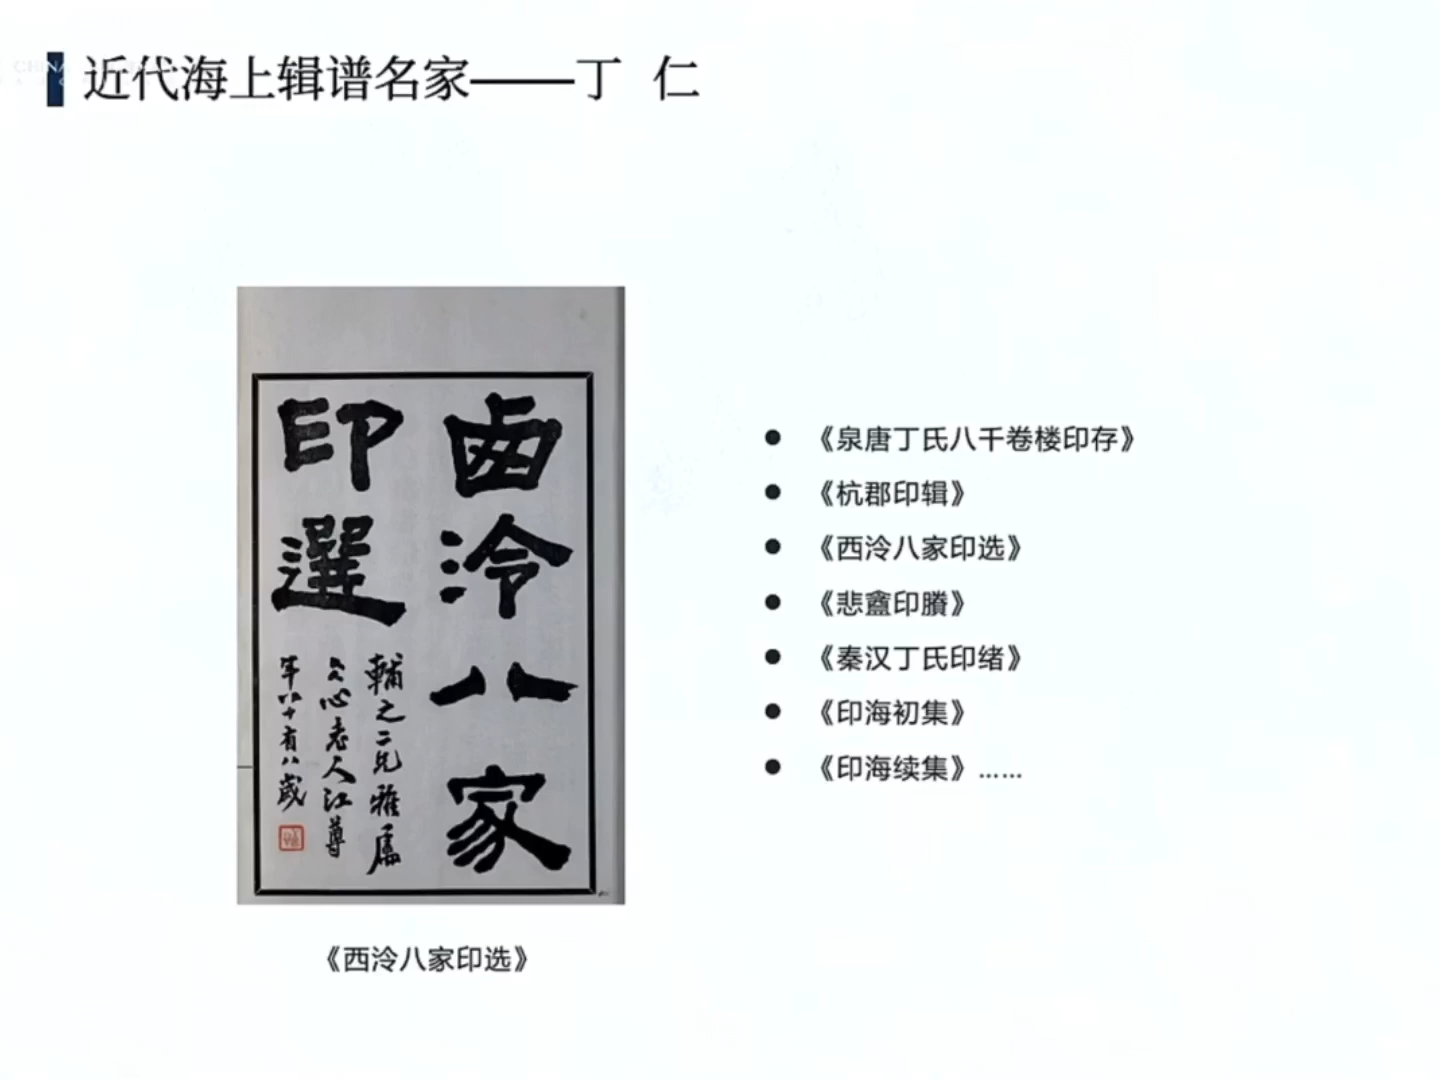 近代海上辑谱名家——丁 仁
卤泠八家
印選
輔之二兄雅屬
老人江尊
年八十有八歲
《西泠八家印选》
● 《泉唐丁氏八千卷楼印存》
● 《杭郡印辑》
● 《西泠八家印选》
● 《悲盦印賸》
● 《秦汉丁氏印绪》
● 《印海初集》
● 《印海续集》……